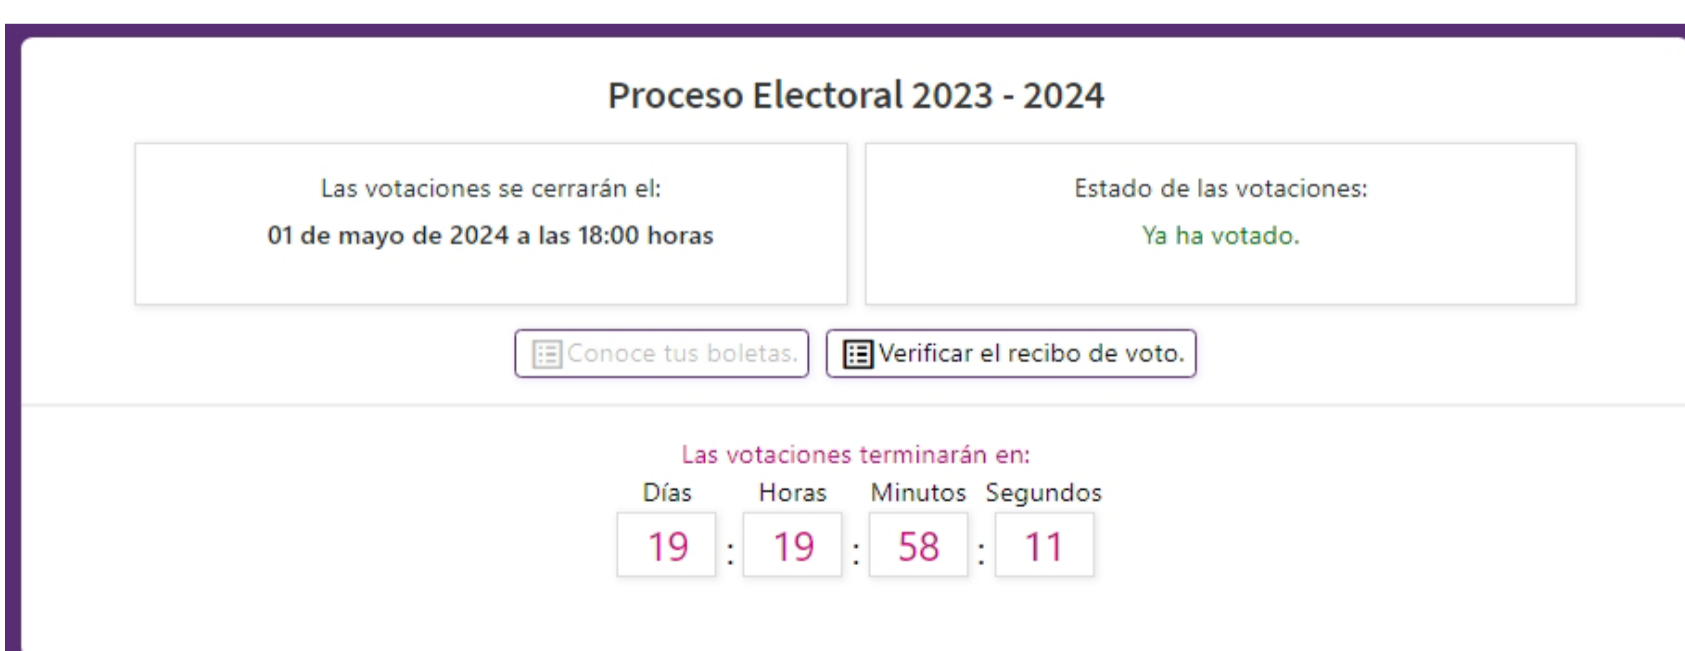 Proceso Electoral 2023 - 2024
Las votaciones se cerrarán el:
01 de mayo de 2024 a las 18:00 horas
Estado de las votaciones:
Ya ha votado.
Conoce tus boletas.
Verificar el recibo de voto.
Las votaciones terminarán en:
Días Horas Minutos Segundos
19 : 19 : 58 : 11